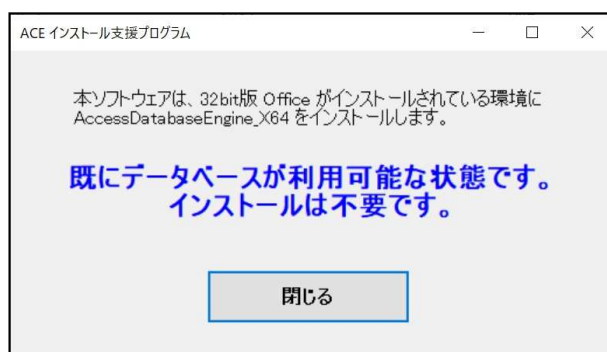 ACE インストール支援プログラム
本ソフトウェアは、32bit版 Office がインストールされている環境に
AccessDatabaseEngine_X64 をインストールします。
既にデータベースが利用可能な状態です。
インストールは不要です。
閉じる